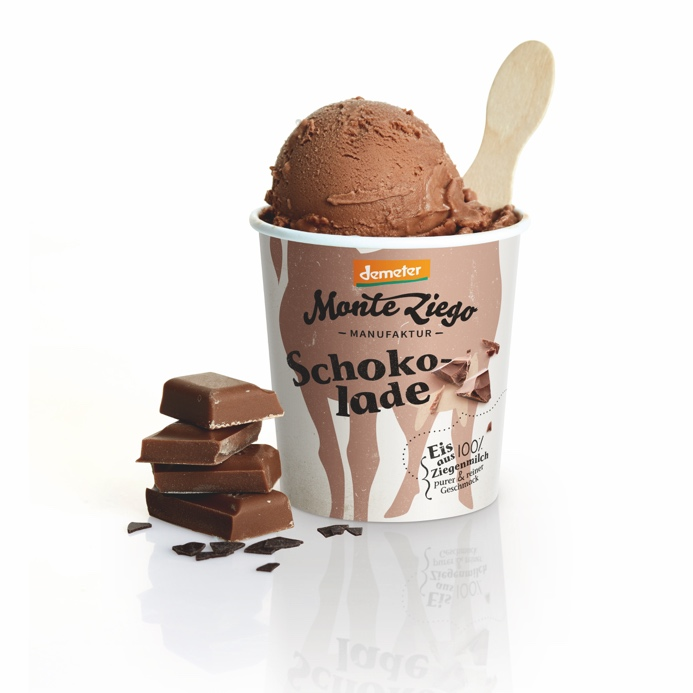 demeter
Monte Ziego
– MANUFAKTUR –
Schoko-
lade
Eis 100%
aus
Ziegenmilch
purer & reiner
Geschmack